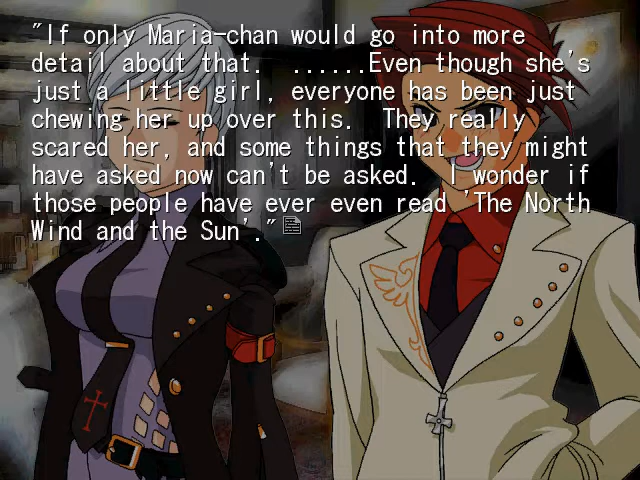 "If only Maria-chan would go into more
detail about that.  ......Even though she's
just a little girl, everyone has been just
chewing her up over this.  They really
scared her, and some things that they might
have asked now can't be asked.  I wonder if
those people have ever even read 'The North
Wind and the Sun'."